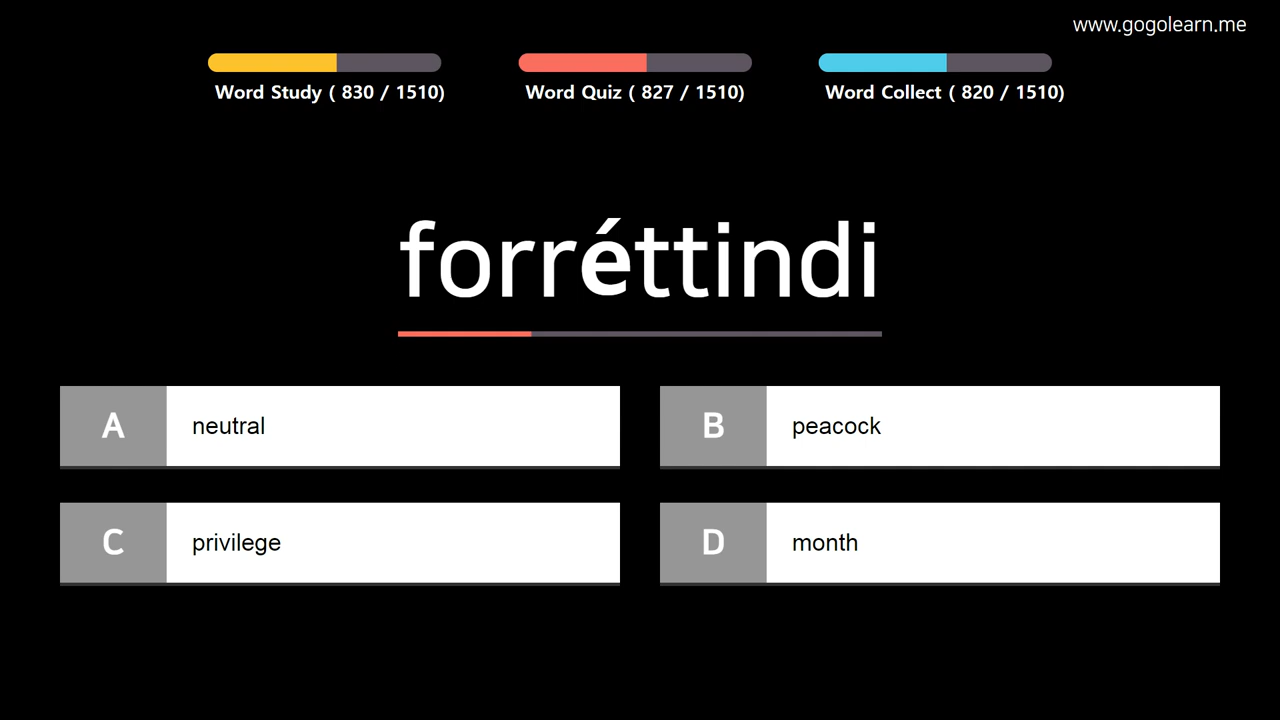 www.gogolearn.me
Word Study ( 830 / 1510)
Word Quiz ( 827 / 1510)
Word Collect ( 820 / 1510)
forréttindi
A neutral
B peacock
C privilege
D month